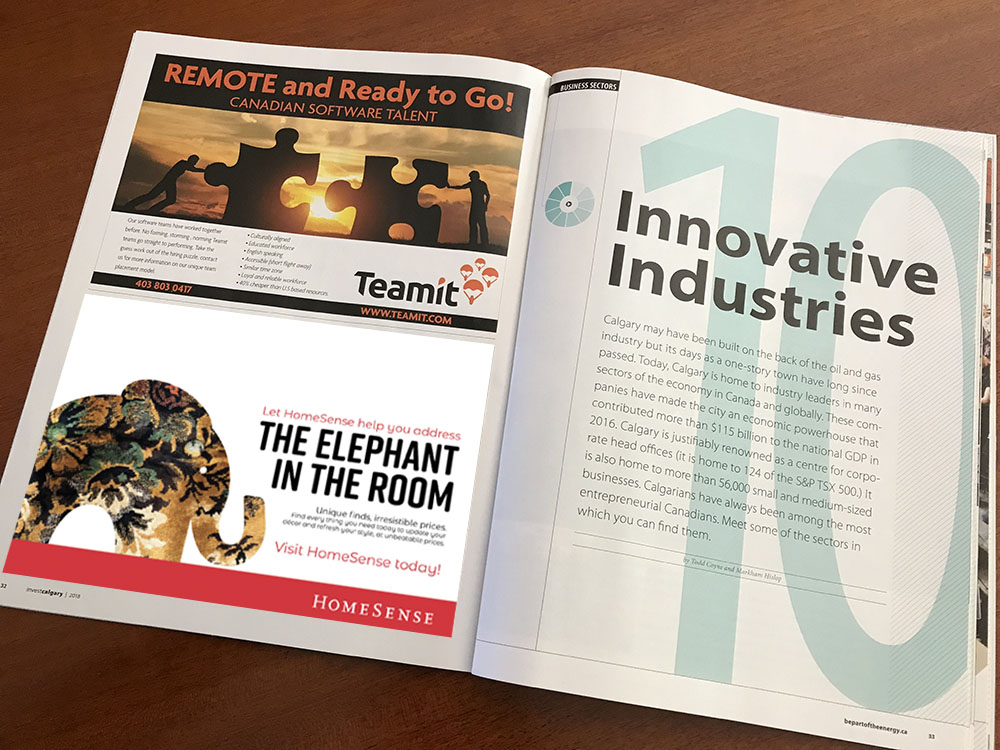 REMOTE and Ready to Go!
CANADIAN SOFTWARE TALENT
Our software teams have worked together
before. No forming, storming , norming Teamit
teams go straight to performing. Take the
guess work out of the hiring puzzle, contact
us for more information on our unique team
placement model.
• Culturally aligned
• Educated workforce
• English speaking
• Accessible (short flight away)
• Similar time zone
• Loyal and reliable workforce
• 40% cheaper than U.S based resources.
Teamit
403 803 0417
WWW.TEAMIT.COM
Let HomeSense help you address
THE ELEPHANT
IN THE ROOM
Unique finds, irresistible prices.
Find every thing you need today to update your
décor and refresh your style, at unbeatable prices.
Visit HomeSense today!
HOMESENSE
32
investcalgary | 2018
BUSINESS SECTORS
10
Innovative
Industries
Calgary may have been built on the back of the oil and gas
industry but its days as a one-story town have long since
passed. Today, Calgary is home to industry leaders in many
sectors of the economy in Canada and globally. These com-
panies have made the city an economic powerhouse that
contributed more than $115 billion to the national GDP in
2016. Calgary is justifiably renowned as a centre for corpo-
rate head offices (it is home to 124 of the S&P TSX 500.) It
is also home to more than 56,000 small and medium-sized
businesses. Calgarians have always been among the most
entrepreneurial Canadians. Meet some of the sectors in
which you can find them.
by Todd Coyne and Markham Hislop
bepartoftheenergy.ca
33